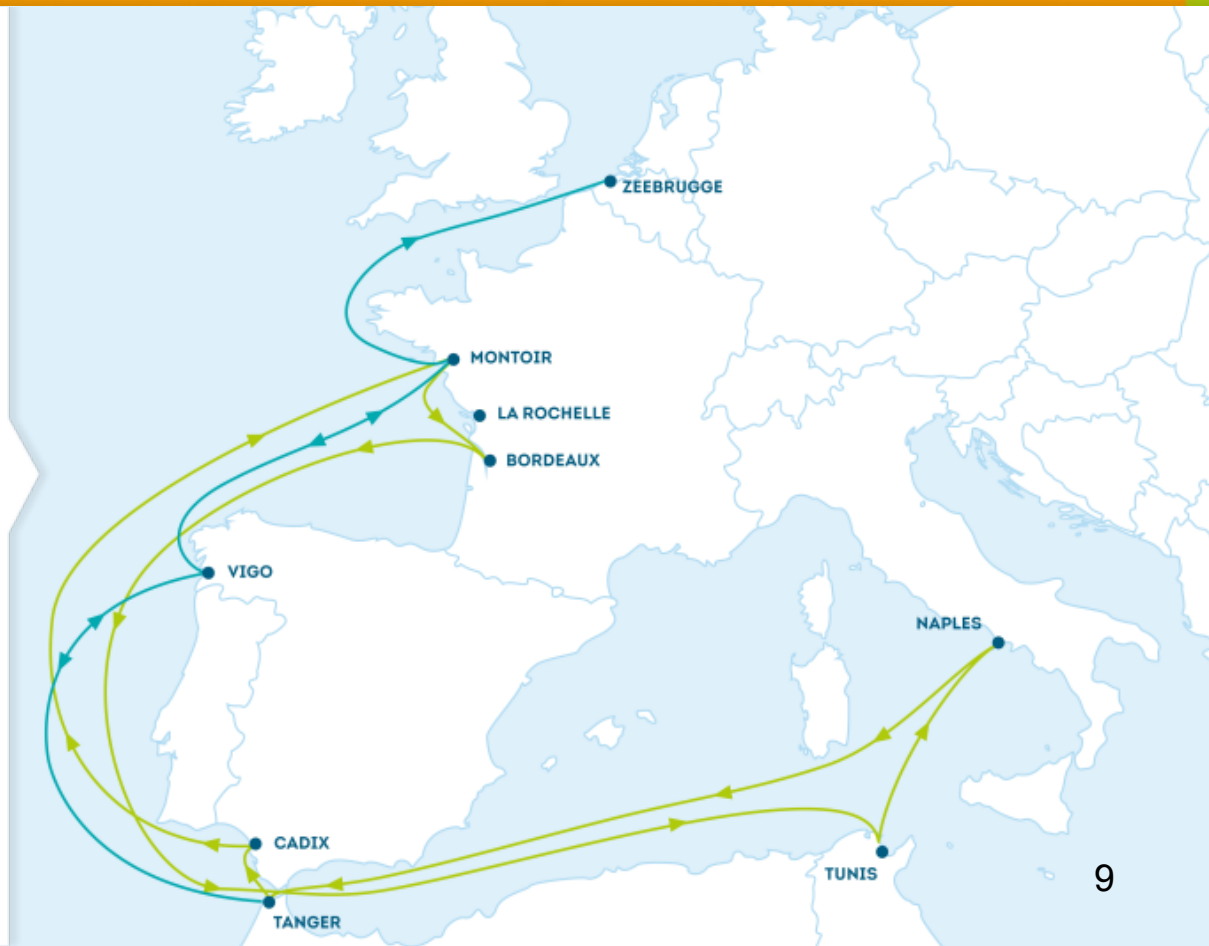 ZEEBRUGGE
MONTOIR
LA ROCHELLE
BORDEAUX
VIGO
NAPLES
CADIX
TUNIS
9
TANGER